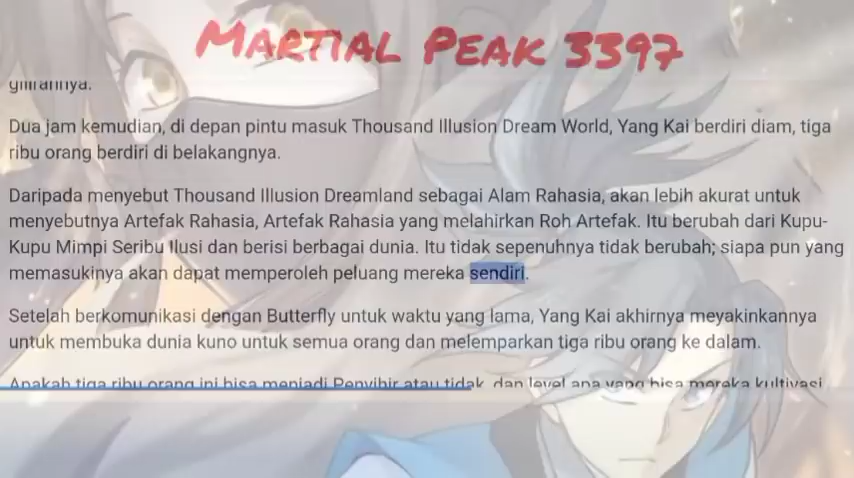 MARTIAL PEAK 3397
gilirannya.
Dua jam kemudian, di depan pintu masuk Thousand Illusion Dream World, Yang Kai berdiri diam, tiga
ribu orang berdiri di belakangnya.
Daripada menyebut Thousand Illusion Dreamland sebagai Alam Rahasia, akan lebih akurat untuk
menyebutnya Artefak Rahasia, Artefak Rahasia yang melahirkan Roh Artefak. Itu berubah dari Kupu-
Kupu Mimpi Seribu Ilusi dan berisi berbagai dunia. Itu tidak sepenuhnya tidak berubah; siapa pun yang
memasukinya akan dapat memperoleh peluang mereka sendiri.
Setelah berkomunikasi dengan Butterfly untuk waktu yang lama, Yang Kai akhirnya meyakinkannya
untuk membuka dunia kuno untuk semua orang dan melemparkan tiga ribu orang ke dalam.
Apakah tiga ribu orang ini bisa menjadi Penyihir atau tidak, dan level apa yang bisa mereka kultivasi